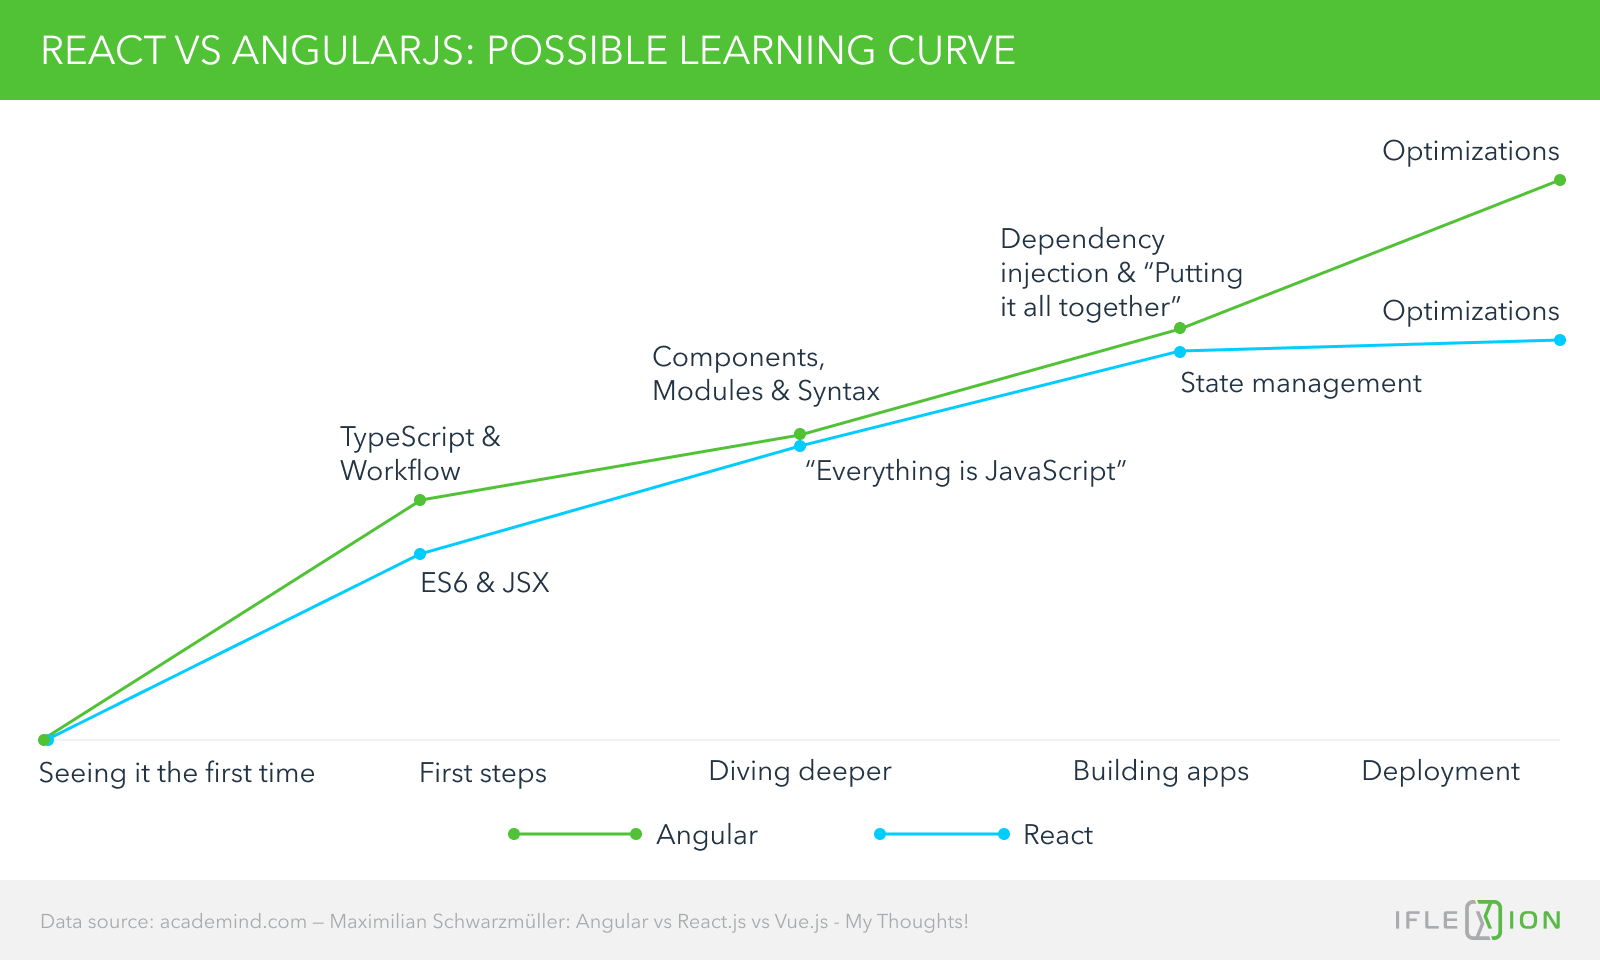 REACT VS ANGULARJS: POSSIBLE LEARNING CURVE
Optimizations
Dependency
injection & “Putting
it all together”
Optimizations
Components,
Modules & Syntax
State management
TypeScript &
Workflow
“Everything is JavaScript”
ES6 & JSX
Seeing it the first time
First steps
Diving deeper
Building apps
Deployment
Angular
React
Data source: academind.com – Maximilian Schwarzmüller: Angular vs React.js vs Vue.js - My Thoughts!
IFLEXION